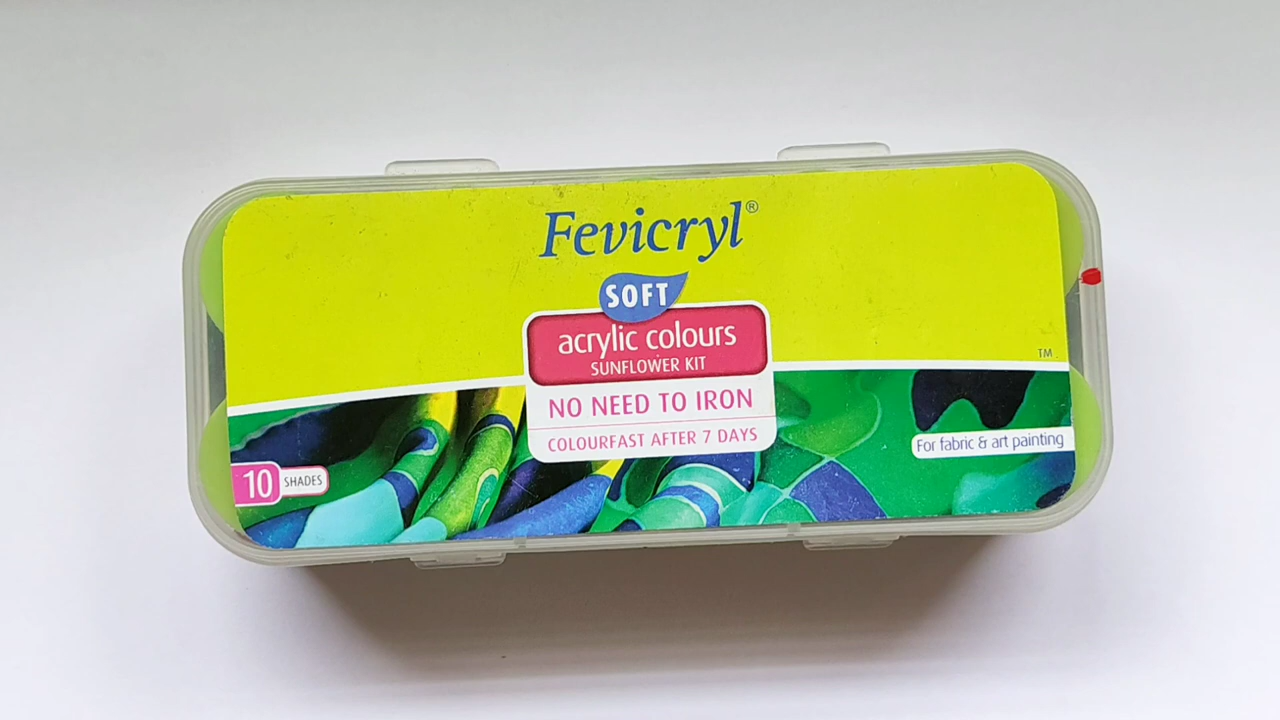 Fevicryl®
SOFT
acrylic colours
SUNFLOWER KIT
TM
NO NEED TO IRON
COLOURFAST AFTER 7 DAYS
For fabric & art painting
10 SHADES